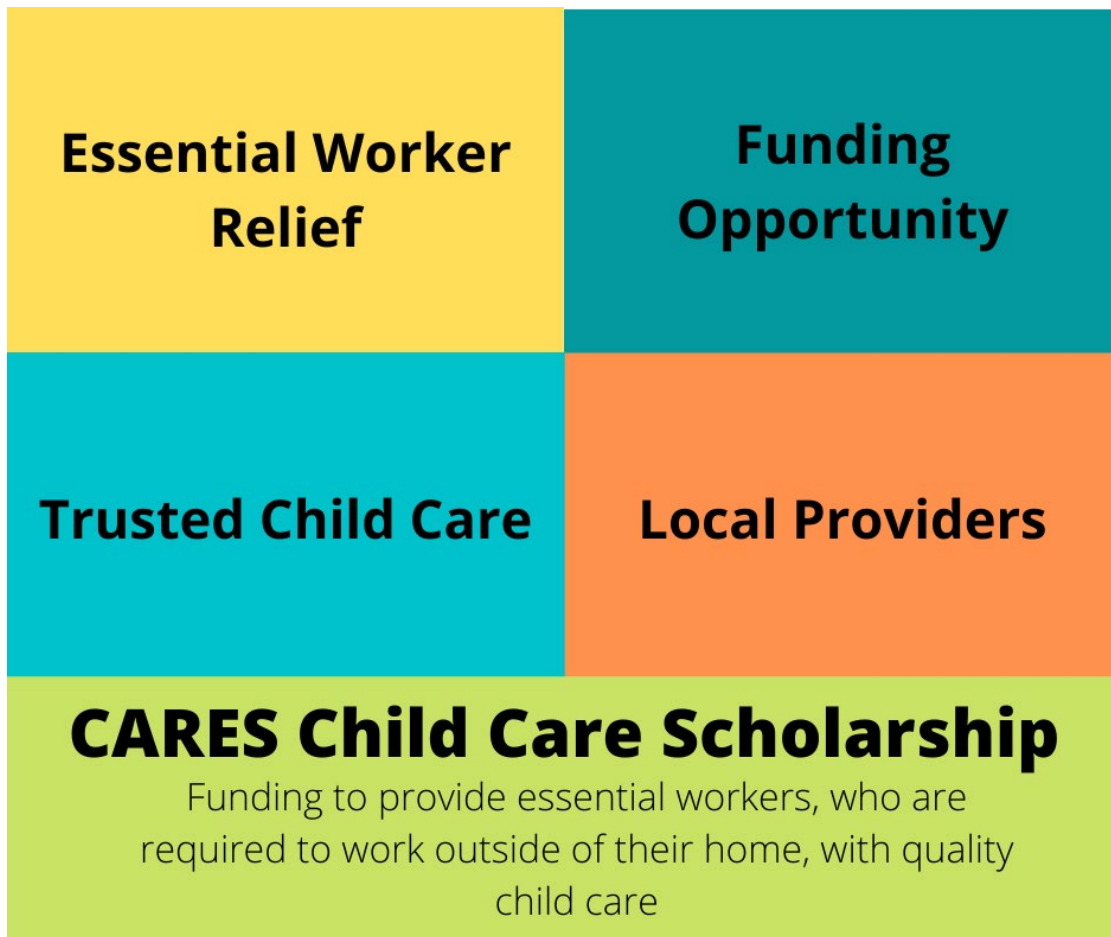 Essential Worker
Relief
Funding
Opportunity
Trusted Child Care
Local Providers
CARES Child Care Scholarship
Funding to provide essential workers, who are
required to work outside of their home, with quality
child care